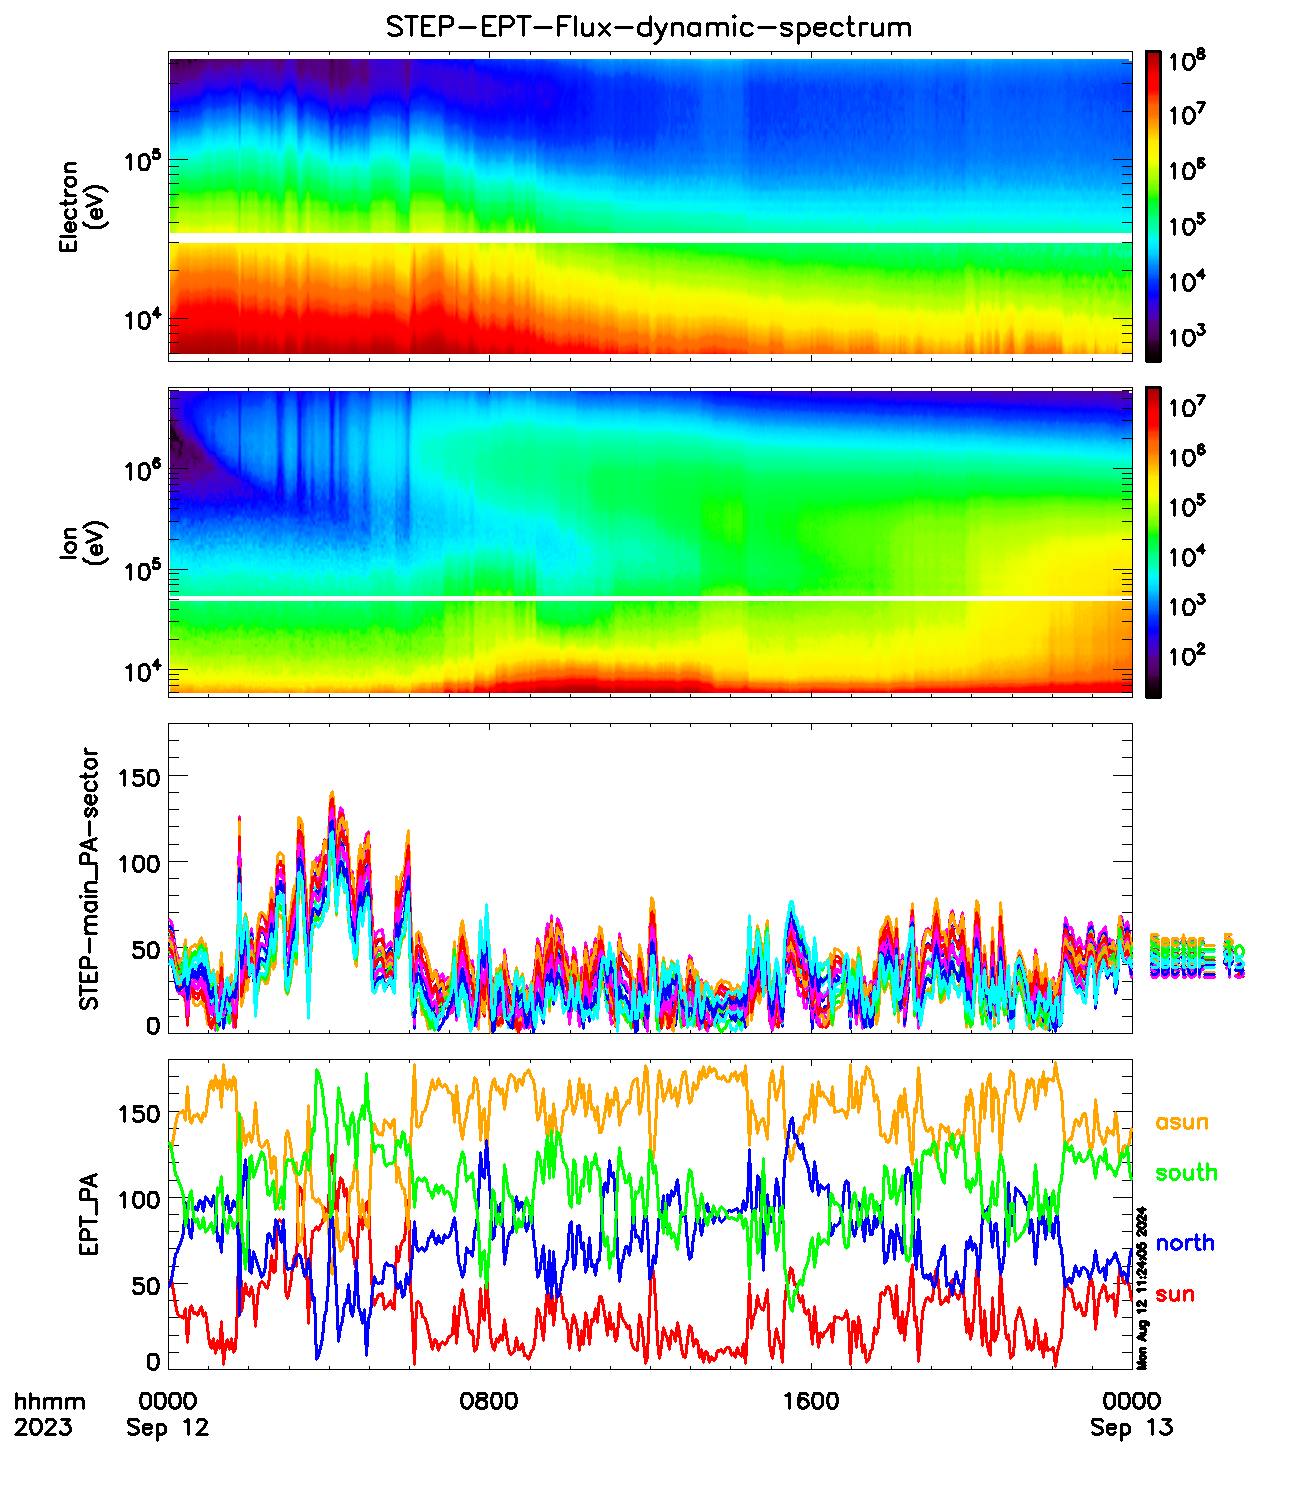 STEP-EPT-Flux-dynamic-spectrum
Electron
(eV)
10^5
10^4
10^8
10^7
10^6
10^5
10^4
10^3
Ion
(eV)
10^6
10^5
10^4
10^7
10^6
10^5
10^4
10^3
10^2
STEP-main_PA-sector
150
100
50
0
EPT_PA
150
100
50
0
asun
south
north
sun
Mon Aug 12 11:24:05 2024
hhmm 0000 0800 1600 0000
2023 Sep 12 Sep 13